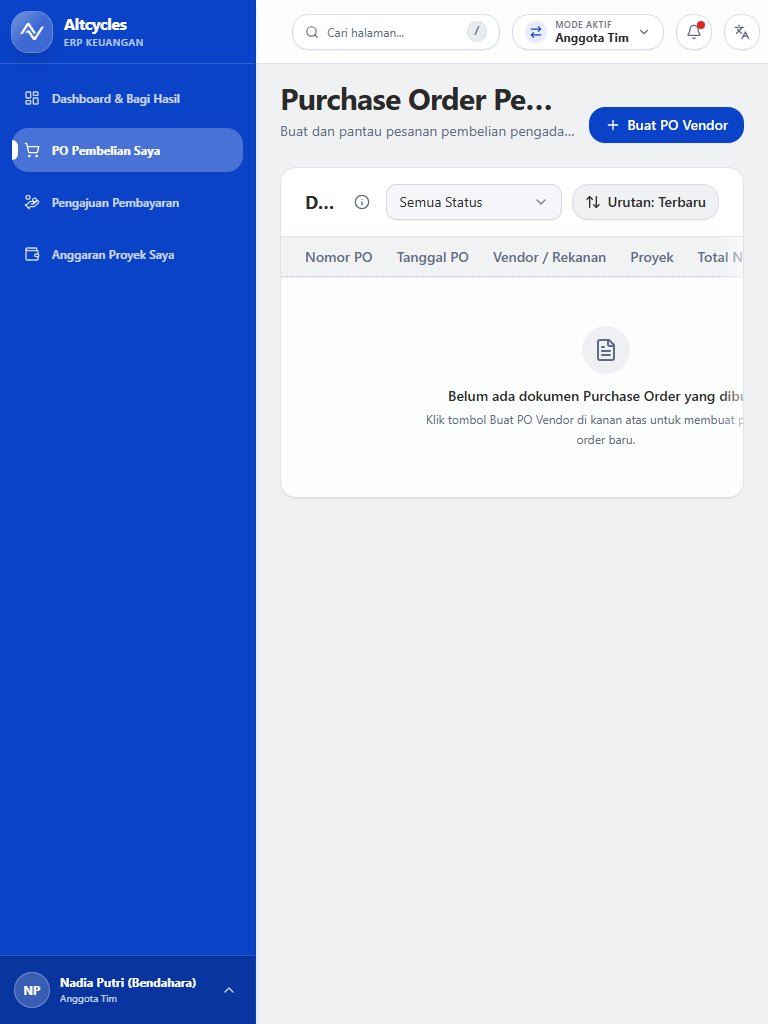 Altcycles
ERP KEUANGAN
Cari halaman...
/
MODE AKTIF
Anggota Tim
Dashboard & Bagi Hasil
PO Pembelian Saya
Pengajuan Pembayaran
Anggaran Proyek Saya
Purchase Order Pe...
Buat dan pantau pesanan pembelian pengada...
Buat PO Vendor
D...
Semua Status
Urutan: Terbaru
Nomor PO
Tanggal PO
Vendor / Rekanan
Proyek
Total N
Belum ada dokumen Purchase Order yang dibu
Klik tombol Buat PO Vendor di kanan atas untuk membuat p
order baru.
NP
Nadia Putri (Bendahara)
Anggota Tim